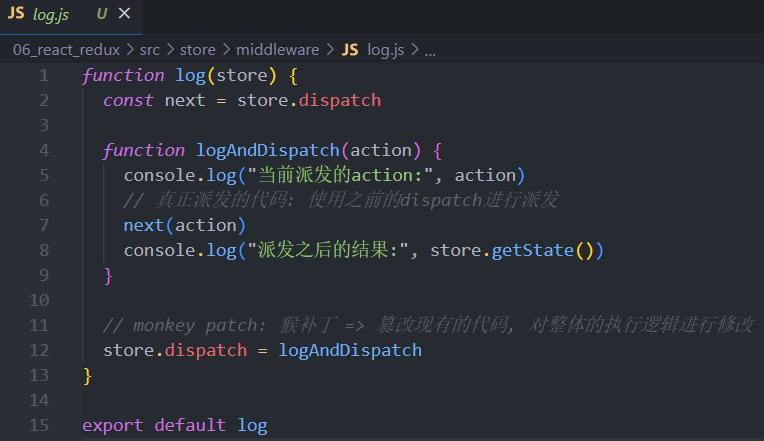 JS log.js U ×
06_react_redux > src > store > middleware > JS log.js > ...
1 function log(store) {
2   const next = store.dispatch
3
4   function logAndDispatch(action) {
5     console.log("当前派发的action:", action)
6     // 真正派发的代码: 使用之前的dispatch进行派发
7     next(action)
8     console.log("派发之后的结果:", store.getState())
9   }
10
11   // monkey patch: 猴补丁 => 篡改现有的代码, 对整体的执行逻辑进行修改
12   store.dispatch = logAndDispatch
13 }
14
15 export default log